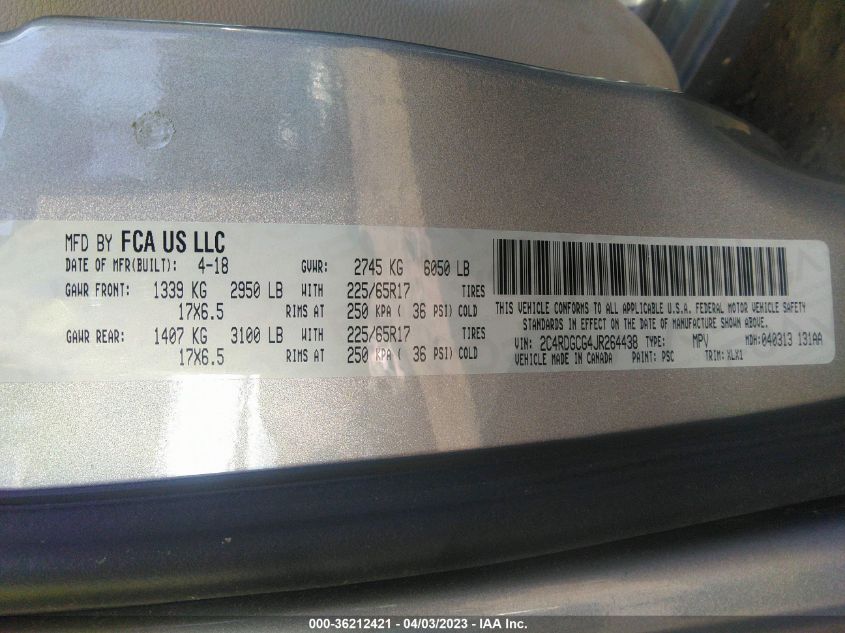 MFD BY FCA US LLC
DATE OF MFR(BUILT): 4-18 GVWR: 2745 KG 6050 LB
GAWR FRONT: 1339 KG 2950 LB WITH 225/65R17 TIRES
17X6.5 RIMS AT 250 KPA ( 36 PSI) COLD
GAWR REAR: 1407 KG 3100 LB WITH 225/65R17 TIRES
17X6.5 RIMS AT 250 KPA ( 36 PSI) COLD
THIS VEHICLE CONFORMS TO ALL APPLICABLE U.S.A. FEDERAL MOTOR VEHICLE SAFETY
STANDARDS IN EFFECT ON THE DATE OF MANUFACTURE SHOWN ABOVE.
VIN: 2C4RDGCG4JR264438 TYPE: MPV MDH: 040313 131AA
VEHICLE MADE IN CANADA PAINT: PSC TRIM: XLX1
000-36212421 - 04/03/2023 - IAA Inc.